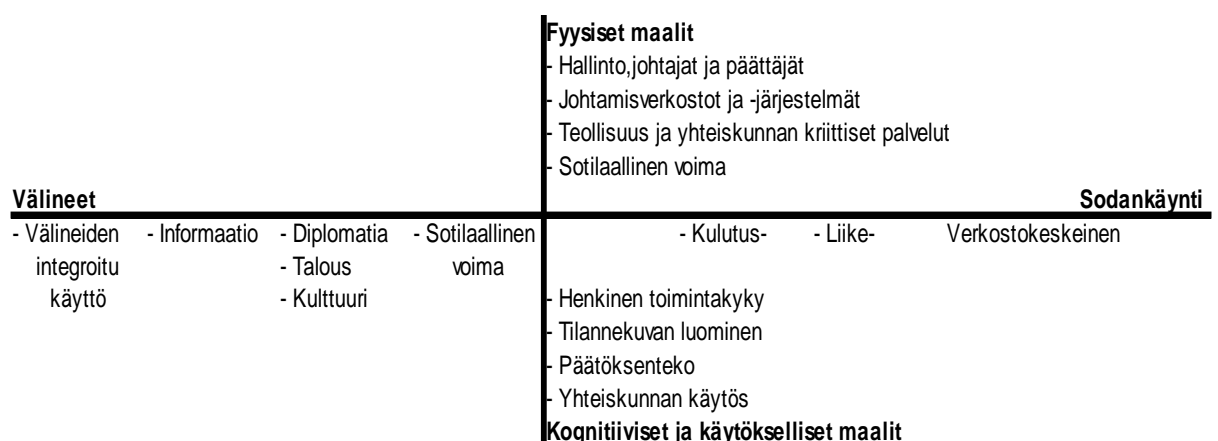 Fyysiset maalit
- Hallinto,johtajat ja päättäjät
- Johtamisverkostot ja -järjestelmät
- Teollisuus ja yhteiskunnan kriittiset palvelut
- Sotilaallinen voima
Välineet Sodankäynti
- Välineiden - Informaatio - Diplomatia - Sotilaallinen - Kulutus- - Liike- Verkostokeskeinen
integroitu - Talous voima
käyttö - Kulttuuri - Henkinen toimintakyky
- Tilannekuvan luominen
- Päätöksenteko
- Yhteiskunnan käytös
Kognitiiviset ja käytökselliset maalit